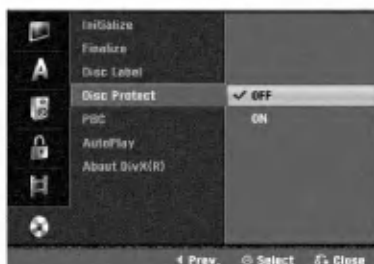 Initialize
Finalize
Disc Label
Disc Protect
✓ OFF
PBC
ON
AutoPlay
About DivX(R)
A
Prev. Select Close